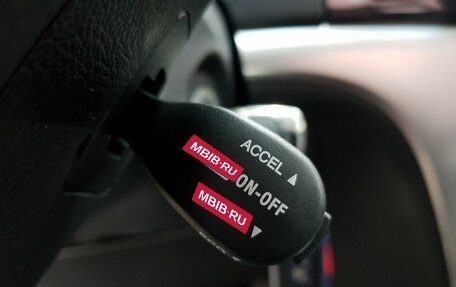 ACCEL ▲
MBIB·RU ON-OFF
MBIB·RU ▼